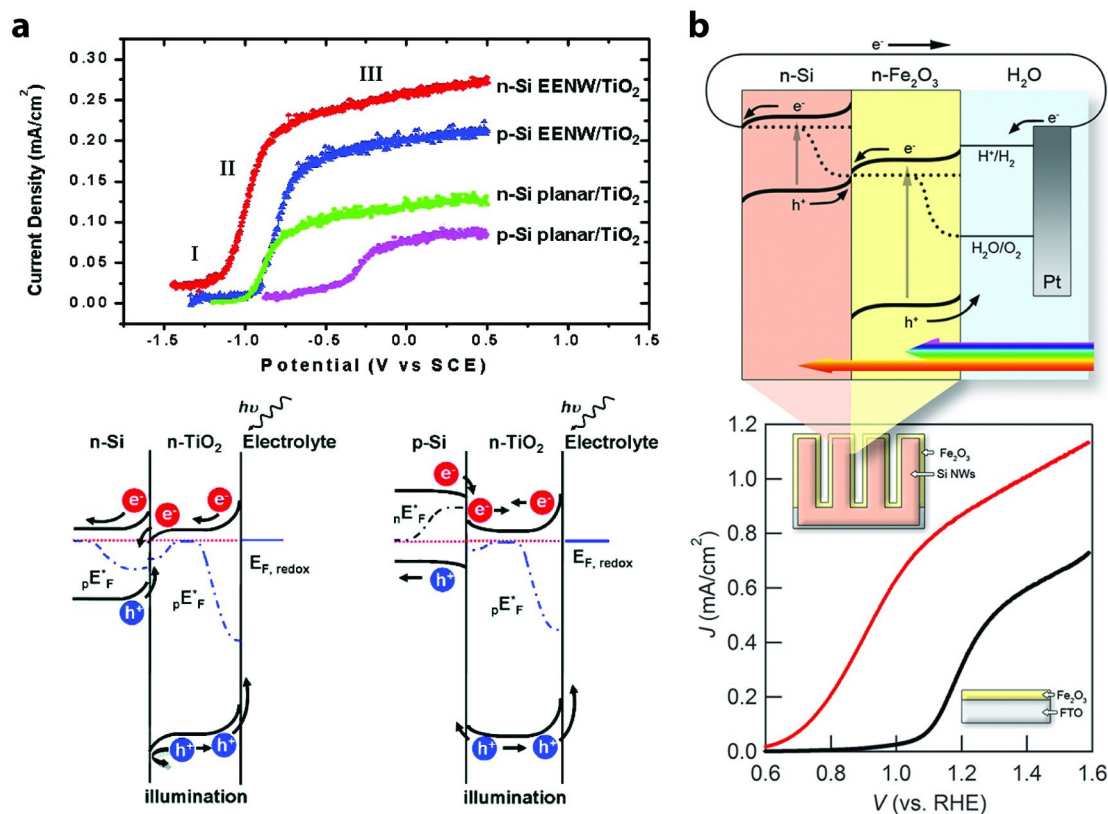 a
0.30
0.25
0.20
0.15
0.10
0.05
0.00
Current Density (mA/cm²)
I
II
III
n-Si EENW/TiO₂
p-Si EENW/TiO₂
n-Si planar/TiO₂
p-Si planar/TiO₂
-1.5 -1.0 -0.5 0.0 0.5 1.0 1.5
Potential (V vs SCE)
hυ
n-Si n-TiO₂ Electrolyte
e⁻
e⁻
e⁻
pE*F
h⁺
pE*F
EF, redox
h⁺
h⁺
illumination
hυ
p-Si n-TiO₂ Electrolyte
e⁻
e⁻
e⁻
nE*F
h⁺
pE*F
EF, redox
h⁺
h⁺
illumination
b
e⁻
n-Si n-Fe₂O₃ H₂O
e⁻
e⁻
e⁻
H⁺/H₂
h⁺
H₂O/O₂
Pt
h⁺
1.2
1.0
0.8
0.6
0.4
0.2
0.0
J (mA/cm²)
Fe₂O₃
Si NWs
Fe₂O₃
FTO
0.6 0.8 1.0 1.2 1.4 1.6
V (vs. RHE)